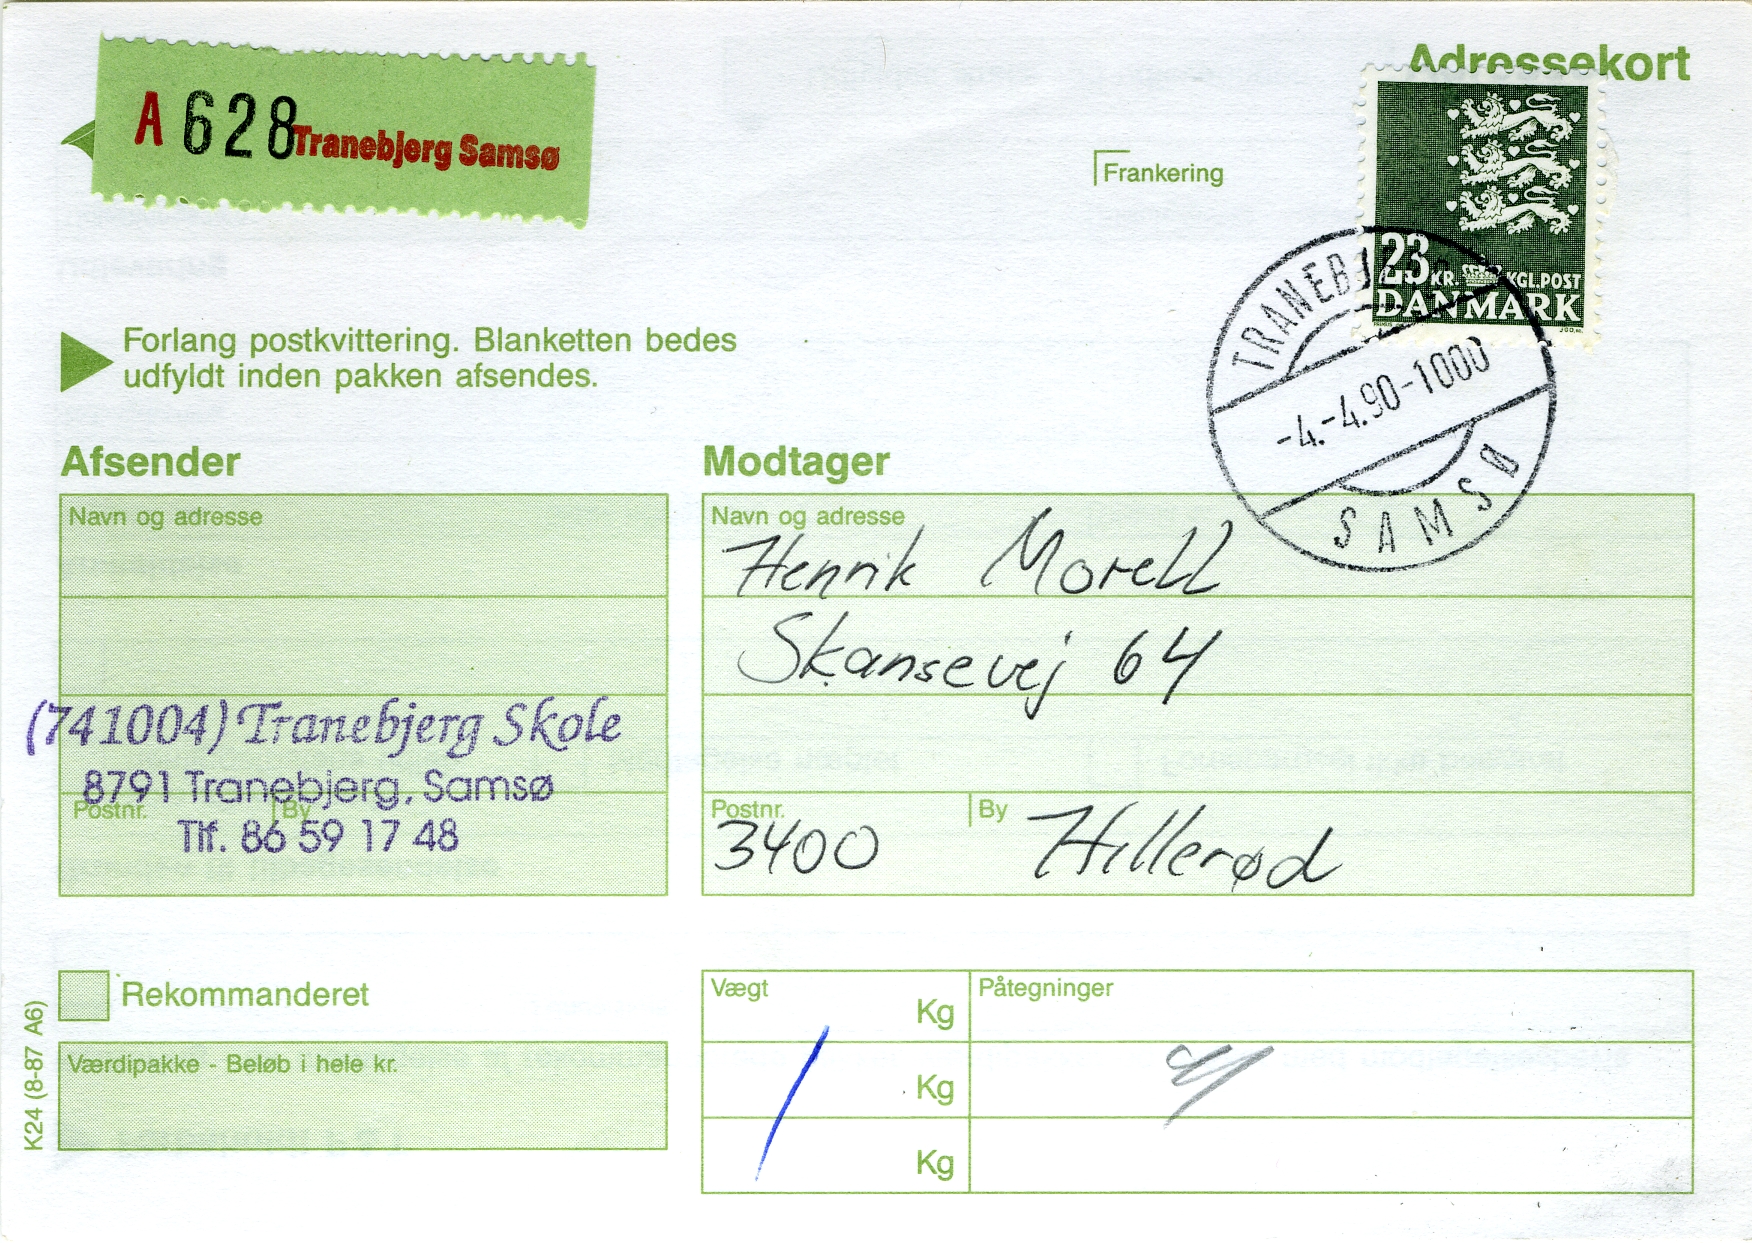 Adressekort
A 628 Tranebjerg Samsø
Frankering
23 KR. KGL.POST
DANMARK
TRANEBJERG
-4.-4.90-1000
SAMSØ
Forlang postkvittering. Blanketten bedes
udfyldt inden pakken afsendes.
Afsender
Navn og adresse
(741004) Tranebjerg Skole
8791 Tranebjerg, Samsø
Postnr. By
Tlf. 86 59 17 48
Modtager
Navn og adresse
Henrik Morell
Skansevej 64
Postnr. By
3400 Hillerød
Rekommanderet
Værdipakke - Beløb i hele kr.
Vægt
Kg
Kg
Kg
Påtegninger
K24 (8-87 A6)